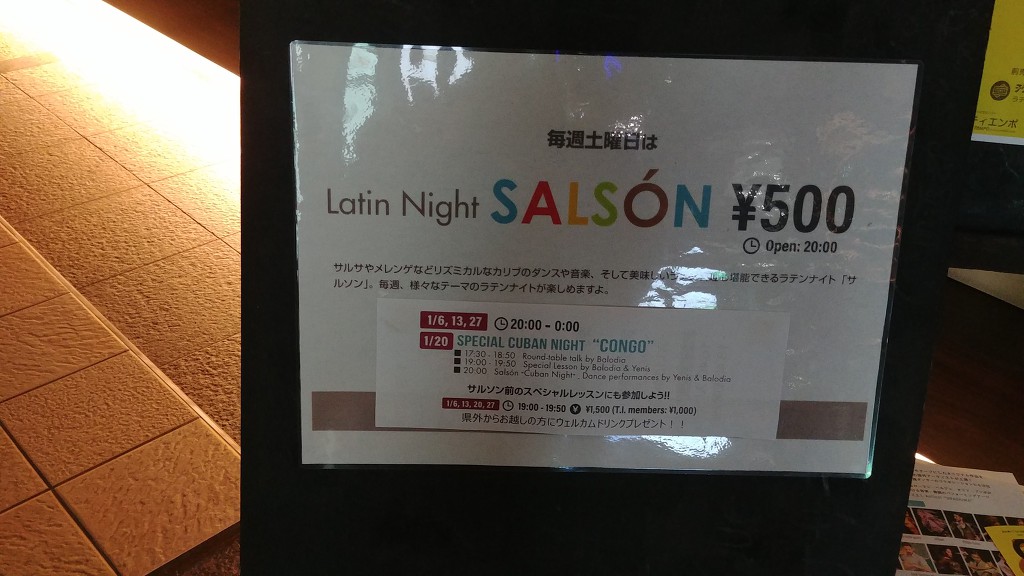 毎週土曜日は
Latin Night SALSÓN ¥500
Open: 20:00
サルサやメレンゲなどリズミカルなカリブのダンスや音楽、そして美味しい 堪能できるラテンナイト「サ
ルソン」。毎週、様々なテーマのラテンナイトが楽しめますよ。
1/6, 13, 27 20:00 - 0:00
1/20 SPECIAL CUBAN NIGHT "CONGO"
17:30 - 18:50 Round-table talk by Balodia
19:00 - 19:50 Special Lesson by Balodia & Yenis
20:00 Salsón -Cuban Night- , Dance performances by Yenis & Balodia
サルソン前のスペシャルレッスンにも参加しよう!!
1/6, 13, 20, 27 19:00 - 19:50 ¥ ¥1,500 (T.I. members: ¥1,000)
県外からお越しの方にウェルカムドリンクプレゼント！！
ィエンポ